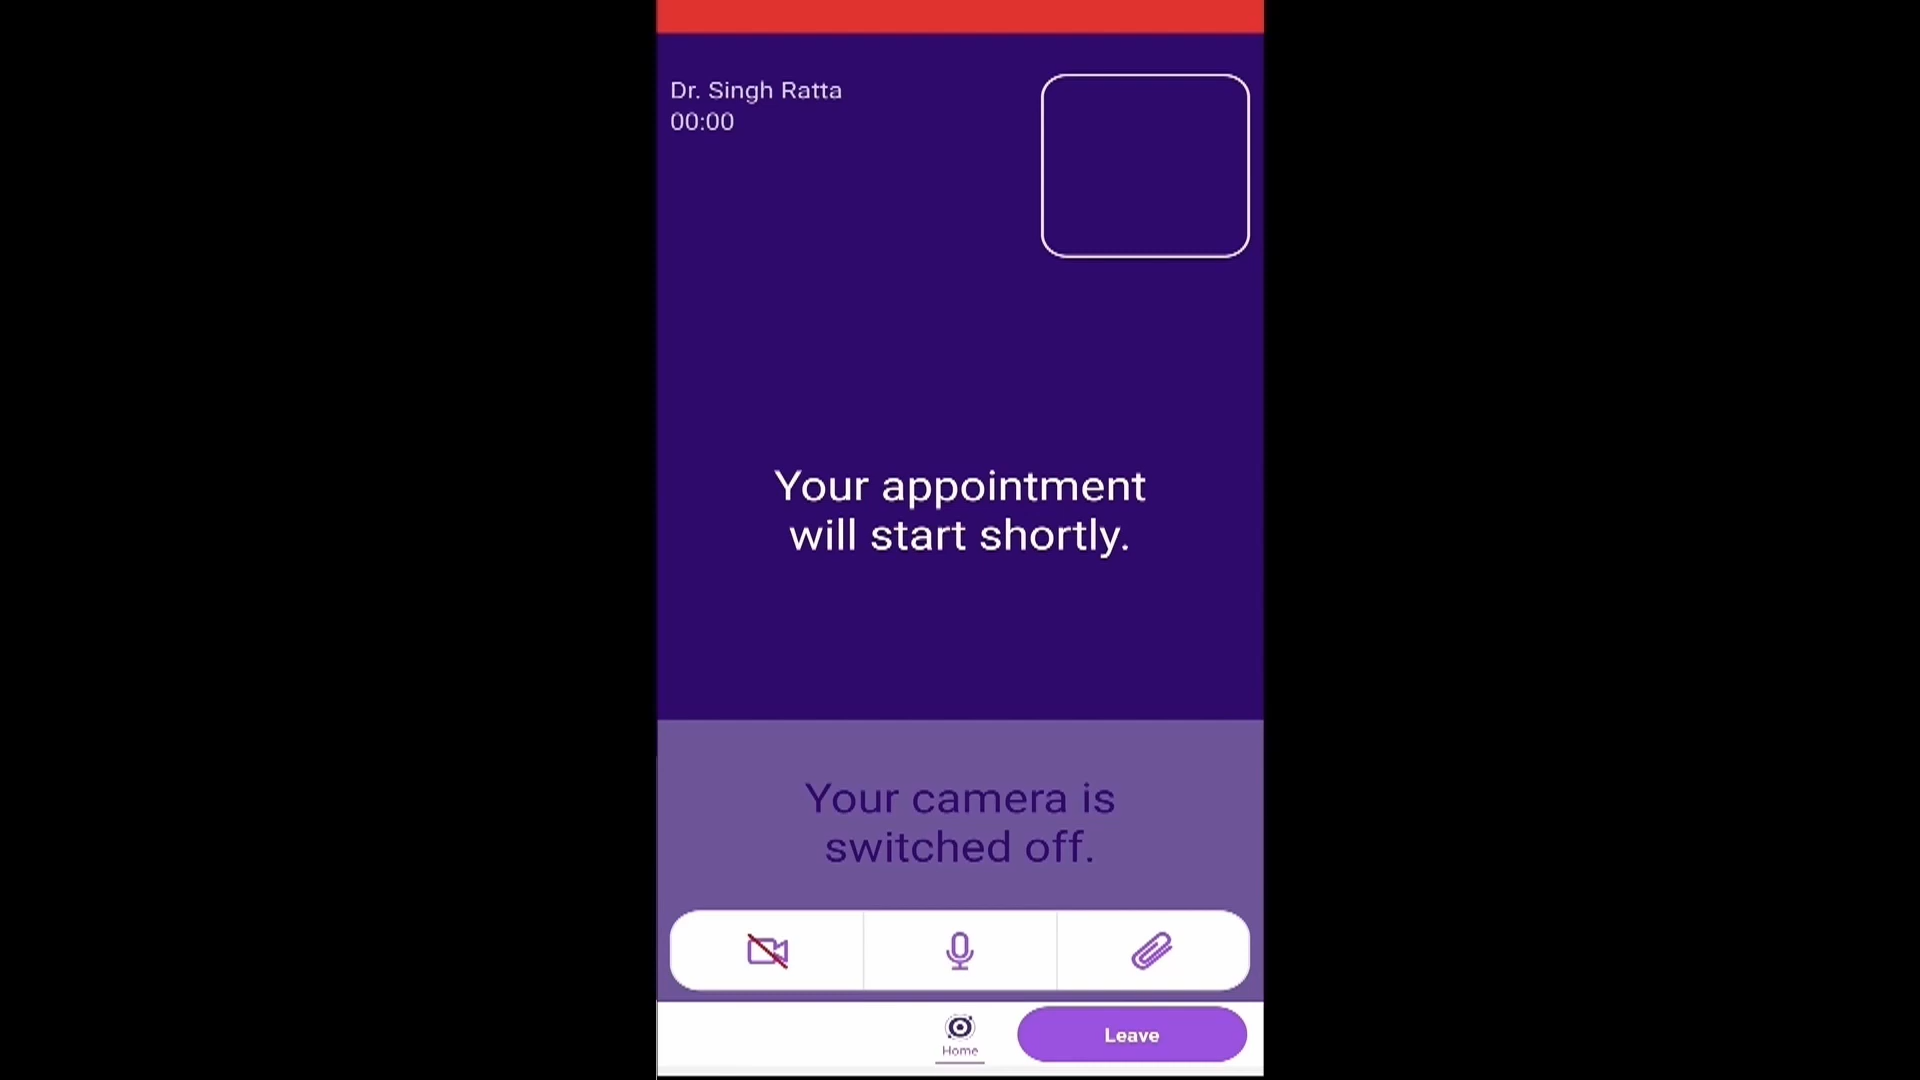 Dr. Singh Ratta
00:00
Your appointment
will start shortly.
Your camera is
switched off.
Home
Leave